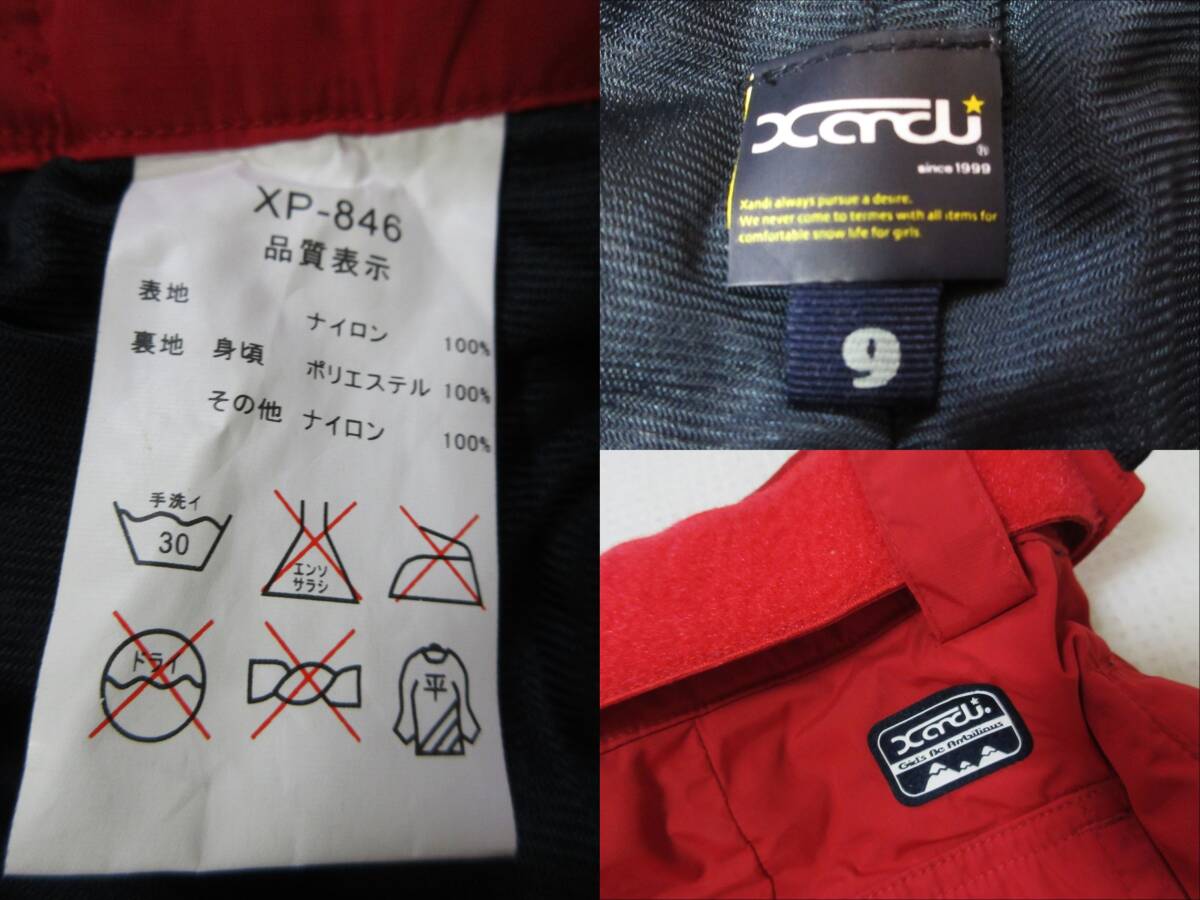 XP-846
品質表示
表地
ナイロン 100%
裏地 身頃 ポリエステル 100%
その他 ナイロン 100%
手洗イ
30
エンソ
サラシ
ドライ
平
Xandi
®
since 1999
Xandi always pursue a desire.
We never come to termes with all items for
comfortable snow life for girls.
9
Xandi.
Girl's Be Ambitious